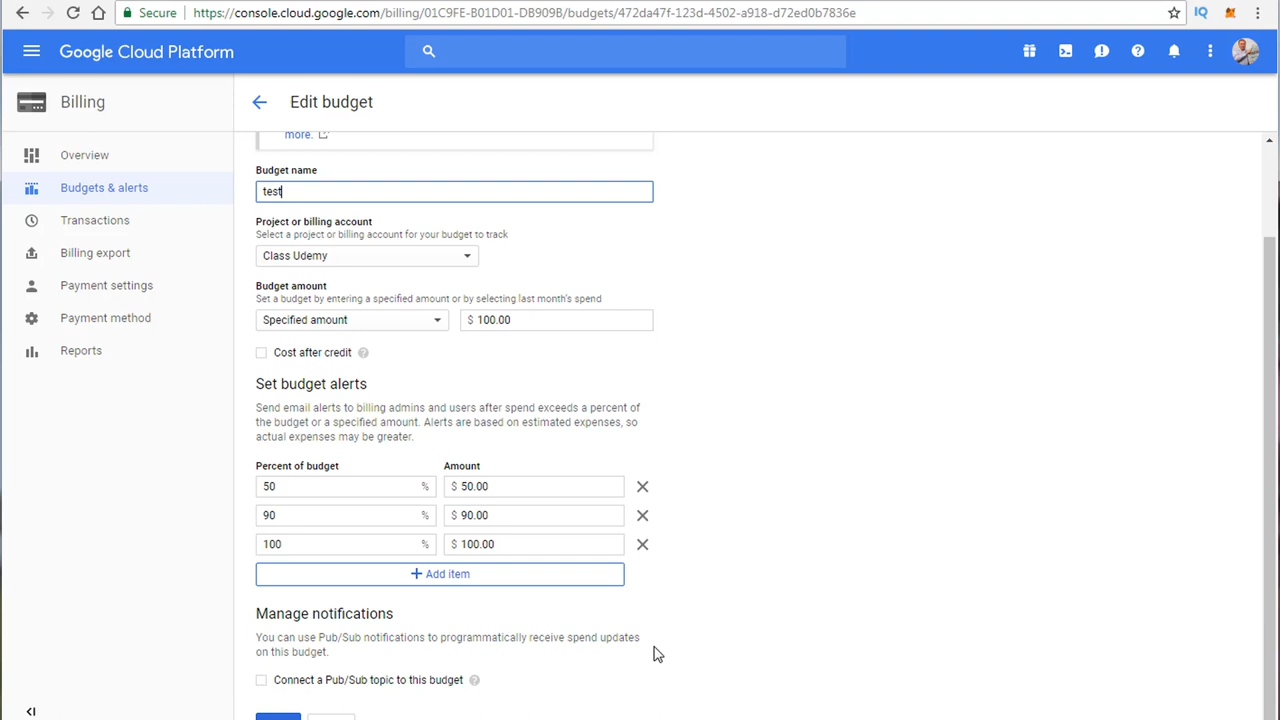 Secure
https://console.cloud.google.com/billing/01C9FE-B01D01-DB909B/budgets/472da47f-123d-4502-a918-d72ed0b7836e
IQ
Google Cloud Platform
Billing
Edit budget
more.
Overview
Budgets & alerts
Transactions
Billing export
Payment settings
Payment method
Reports
Budget name
test
Project or billing account
Select a project or billing account for your budget to track
Class Udemy
Budget amount
Set a budget by entering a specified amount or by selecting last month's spend
Specified amount
$ 100.00
Cost after credit ?
Set budget alerts
Send email alerts to billing admins and users after spend exceeds a percent of
the budget or a specified amount. Alerts are based on estimated expenses, so
actual expenses may be greater.
Percent of budget
Amount
50 %
$ 50.00
90 %
$ 90.00
100 %
$ 100.00
+ Add item
Manage notifications
You can use Pub/Sub notifications to programmatically receive spend updates
on this budget.
Connect a Pub/Sub topic to this budget ?